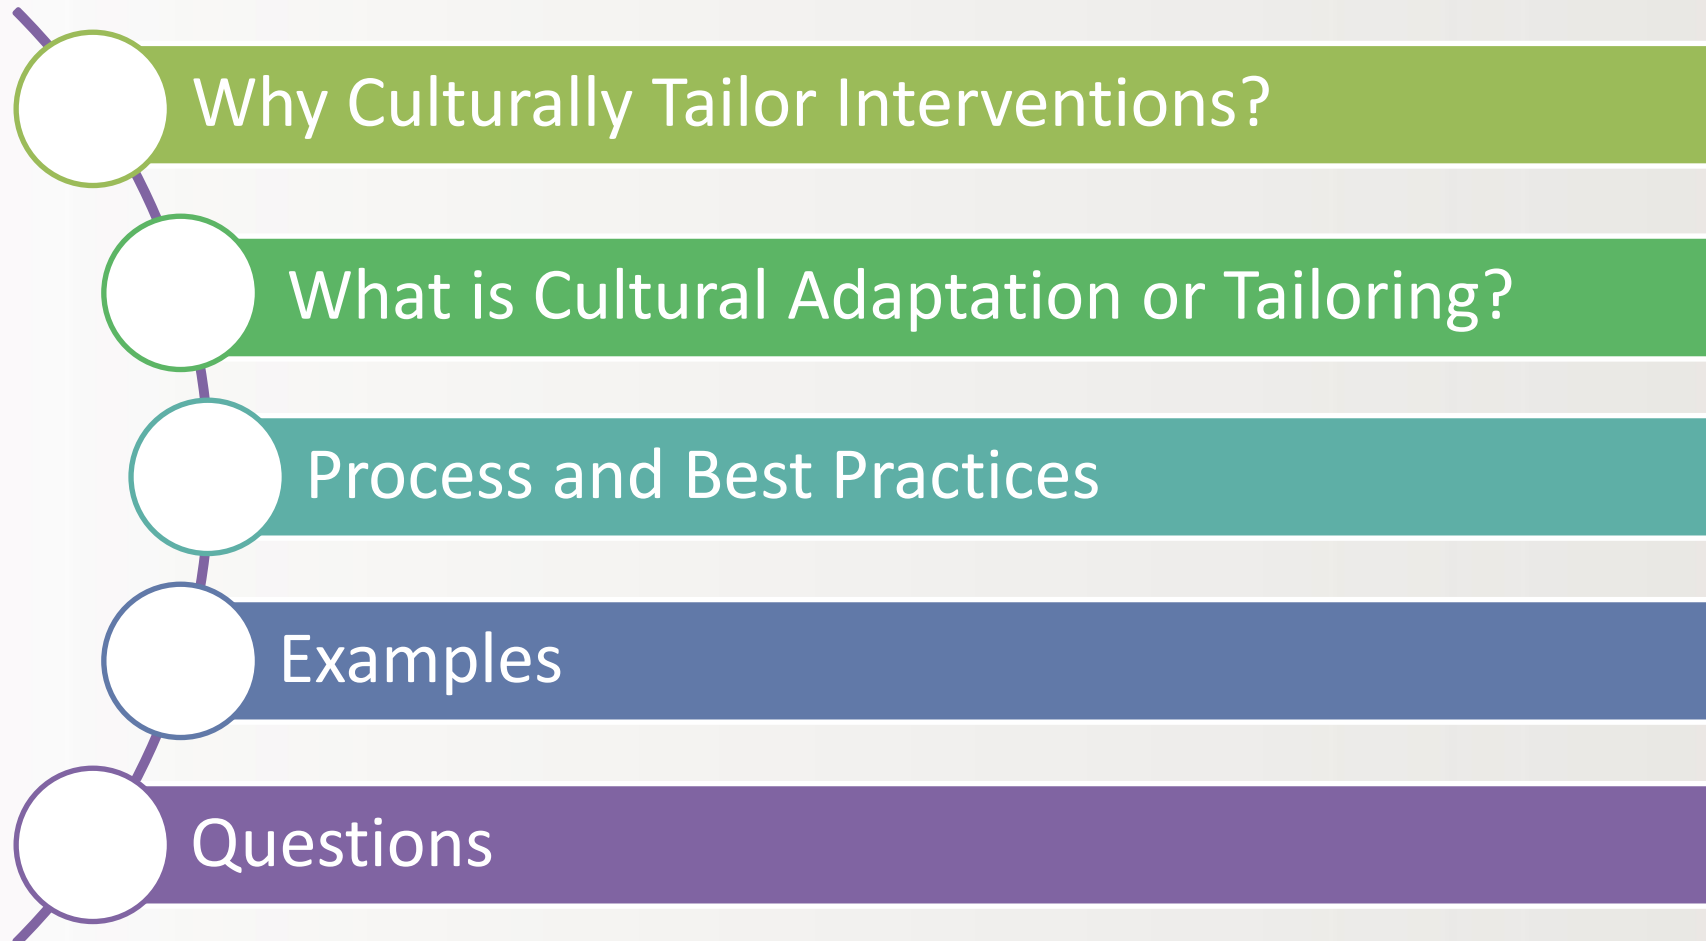 Why Culturally Tailor Interventions?
What is Cultural Adaptation or Tailoring?
Process and Best Practices
Examples
Questions